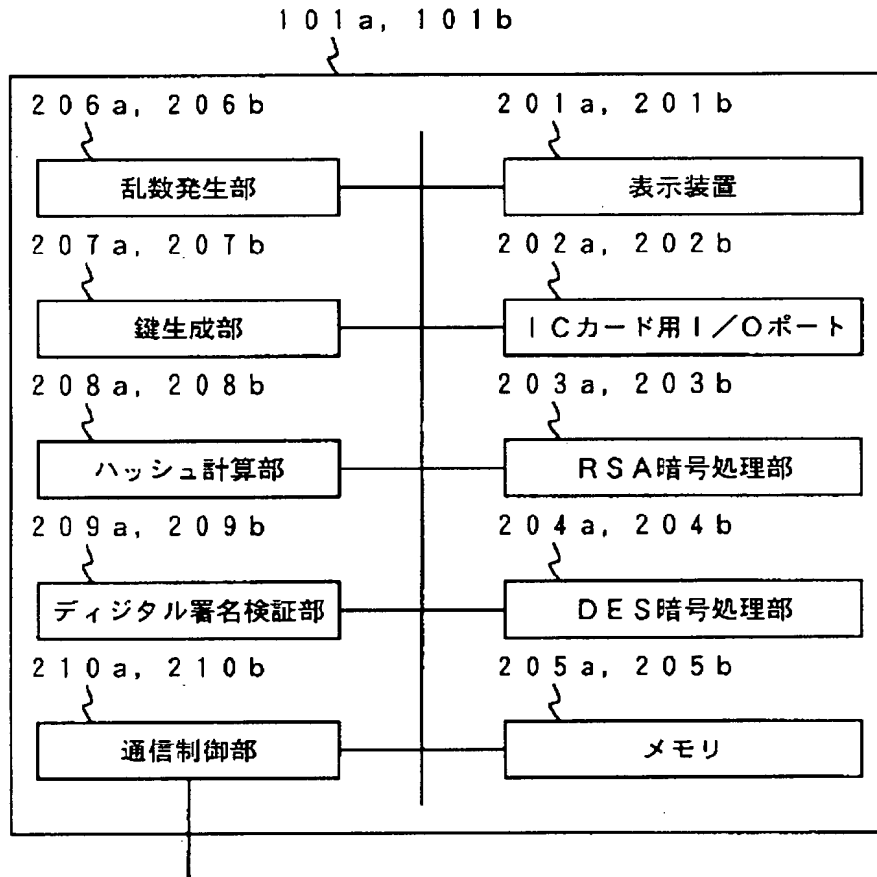 101a, 101b
206a, 206b 201a, 201b
乱数発生部 表示装置
207a, 207b 202a, 202b
鍵生成部 ICカード用I/Oポート
208a, 208b 203a, 203b
ハッシュ計算部 RSA暗号処理部
209a, 209b 204a, 204b
ディジタル署名検証部 DES暗号処理部
210a, 210b 205a, 205b
通信制御部 メモリ